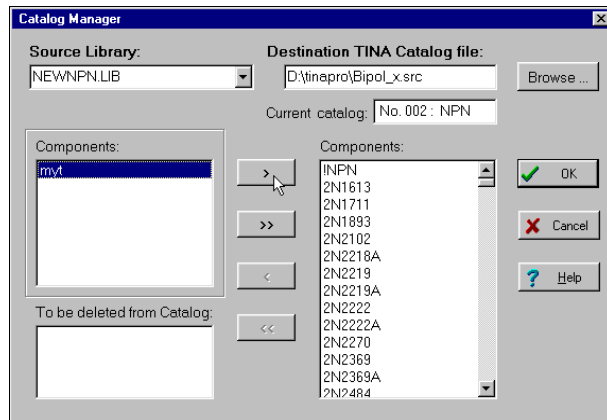 Catalog Manager
Source Library:
Destination TINA Catalog file:
NEWNPN.LIB
D:\tinapro\Bipol_x.src
Browse ...
Current catalog:
No. 002 : NPN
Components:
myt
To be deleted from Catalog:
>
>>
<
<<
Components:
!NPN
2N1613
2N1711
2N1893
2N2102
2N2218A
2N2219
2N2219A
2N2222
2N2222A
2N2270
2N2369
2N2369A
2N2484
OK
Cancel
Help